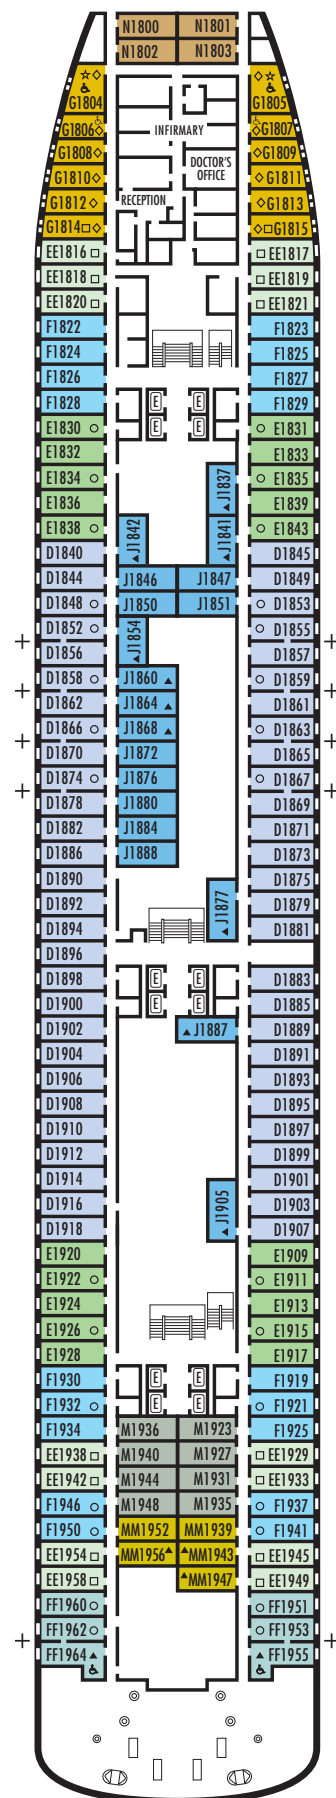 N1800 N1801
N1802 N1803
G1804 G1805
G1806 INFIRMARY G1807
G1808 DOCTOR'S G1809
G1810 OFFICE G1811
G1812 RECEPTION G1813
G1814 G1815
EE1816 EE1817
EE1818 EE1819
EE1820 EE1821
F1822 F1823
F1824 F1825
F1826 F1827
F1828 E E F1829
E1830 E E E1831
E1832 E1833
E1834 J1837 E1835
E1836 E1839
E1838 J1842 J1841 E1843
D1840 D1845
D1844 J1846 J1847 D1849
D1848 J1850 J1851 D1853
D1852 J1854 D1855
D1856 D1857
D1858 J1860 D1859
D1862 J1864 D1861
D1866 J1868 D1863
D1870 J1872 D1865
D1874 J1876 D1867
D1878 J1880 D1869
D1882 J1884 D1871
D1886 J1888 D1873
D1890 D1875
D1892 J1877 D1879
D1894 D1881
D1896
D1898 E E D1883
D1900 E E D1885
D1902 J1887 D1889
D1904 D1891
D1906 D1893
D1908 D1895
D1910 D1897
D1912 D1899
D1914 D1901
D1916 J1905 D1903
D1918 D1907
E1920 E1909
E1922 E1911
E1924 E1913
E1926 E1915
E1928 E1917
F1930 E E F1919
F1932 E E F1921
F1934 M1936 M1923 F1925
EE1938 M1940 M1927 EE1929
EE1942 M1944 M1931 EE1933
F1946 M1948 M1935 F1937
F1950 MM1952 MM1939 F1941
EE1954 MM1956 MM1943 EE1945
EE1958 MM1947 EE1949
FF1960 FF1951
FF1962 FF1953
FF1964 FF1955